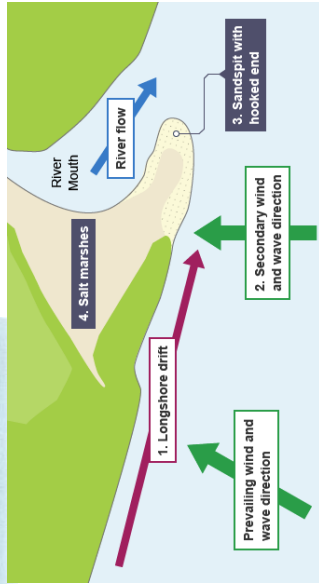 Prevailing wind and
wave direction
1. Longshore drift
2. Secondary wind
and wave direction
3. Sandspit with
hooked end
4. Salt marshes
River
Mouth
River flow